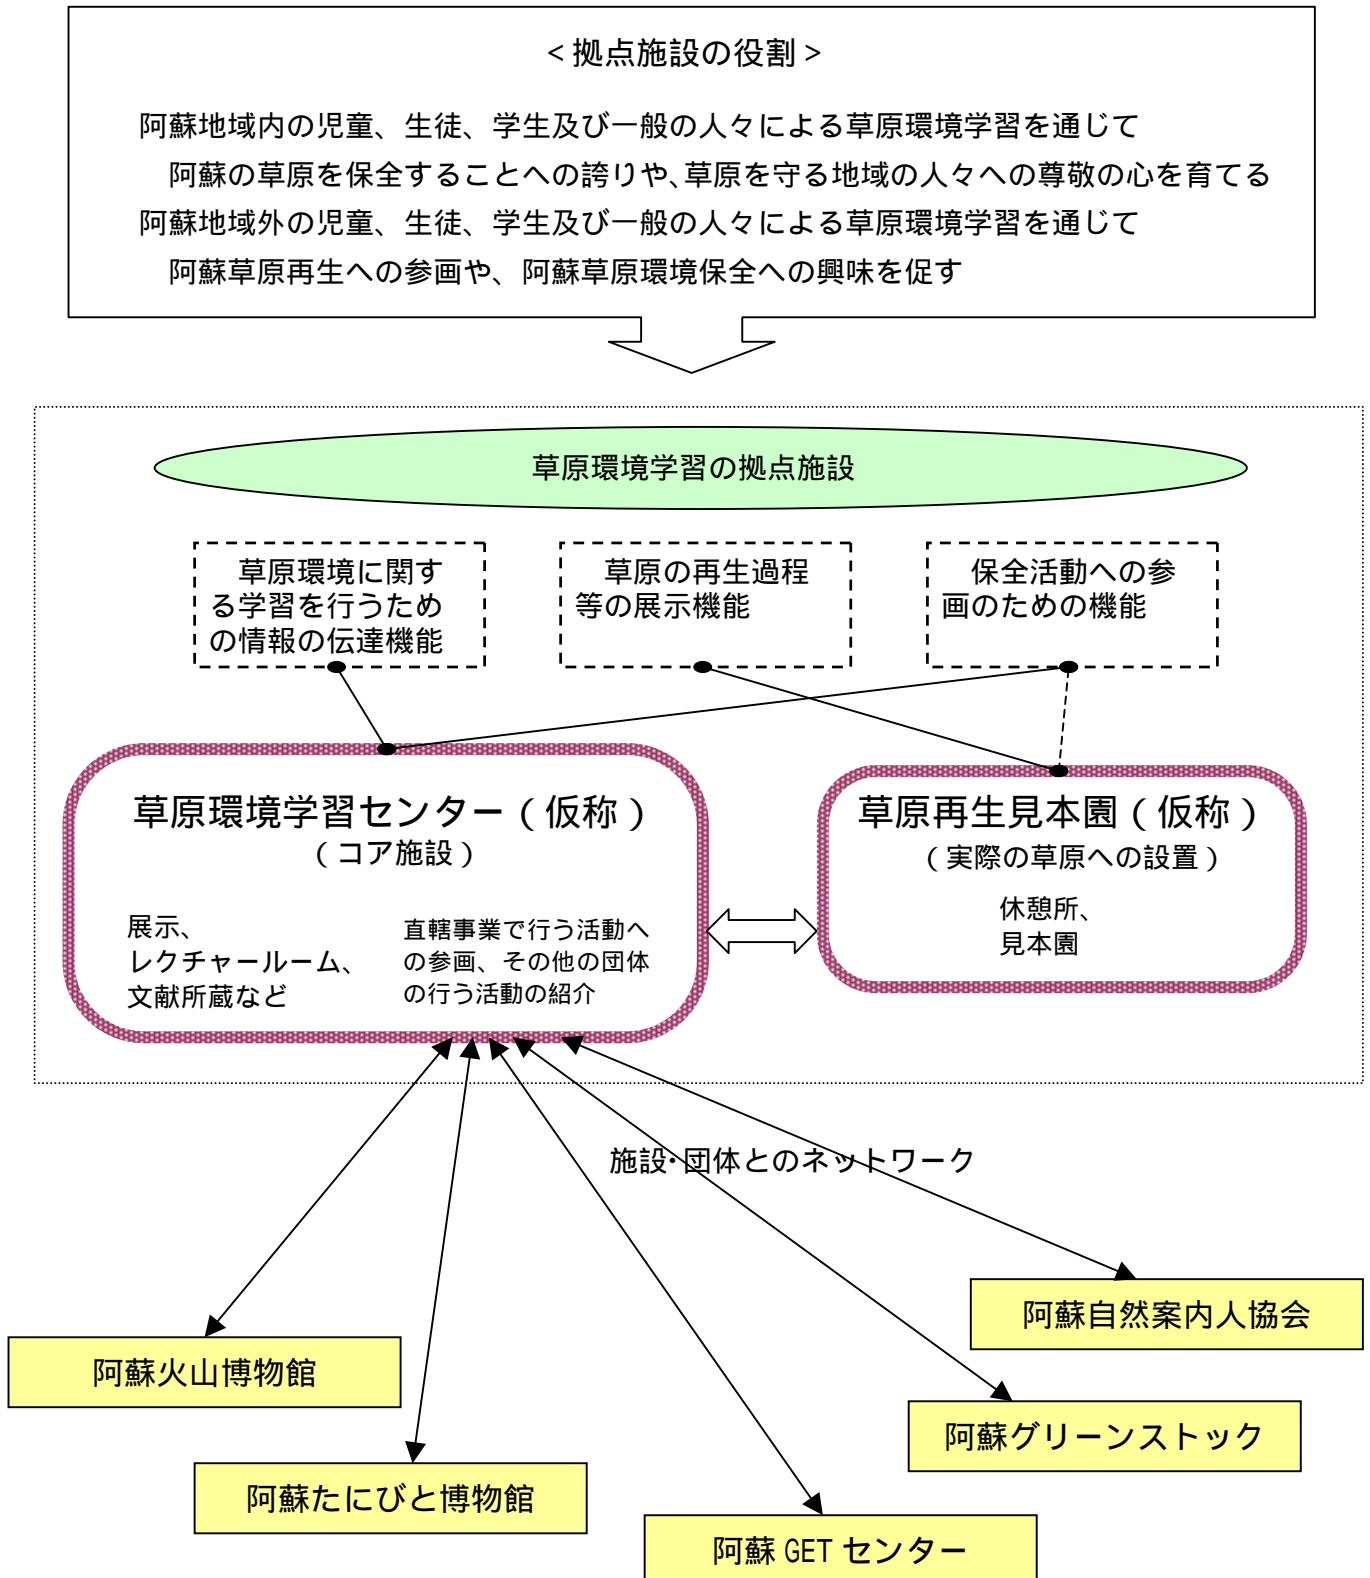 ＜拠点施設の役割＞
阿蘇地域内の児童、生徒、学生及び一般の人々による草原環境学習を通じて
阿蘇の草原を保全することへの誇りや、草原を守る地域の人々への尊敬の心を育てる
阿蘇地域外の児童、生徒、学生及び一般の人々による草原環境学習を通じて
阿蘇草原再生への参画や、阿蘇草原環境保全への興味を促す
草原環境学習の拠点施設
草原環境に関す
る学習を行うため
の情報の伝達機能
草原の再生過程
等の展示機能
保全活動への参
画のための機能
草原環境学習センター（仮称）
（コア施設）
展示、
レクチャールーム、
文献所蔵など
直轄事業で行う活動へ
の参画、その他の団体
の行う活動の紹介
草原再生見本園（仮称）
（実際の草原への設置）
休憩所、
見本園
施設・団体とのネットワーク
阿蘇自然案内人協会
阿蘇火山博物館
阿蘇グリーンストック
阿蘇たにびと博物館
阿蘇 GET センター